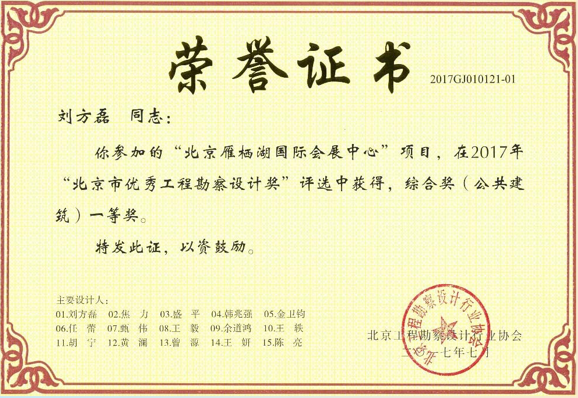 荣誉证书
2017GJ010121-01
刘方磊 同志：
你参加的“北京雁栖湖国际会展中心”项目，在2017年
“北京市优秀工程勘察设计奖”评选中获得，综合奖（公共建
筑）一等奖。
特发此证，以资鼓励。
主要设计人：
01.刘方磊 02.焦 力 03.盛 平 04.韩兆强 05.金卫钧
06.任 蕾 07.甄 伟 08.王 毅 09.余道鸿 10.王 轶
11.胡 宁 12.黄 澜 13.曾 源 14.王 妍 15.陈 亮
北京工程勘察设计行业协会
北京工程勘察设计行业协会
二〇一七年七月